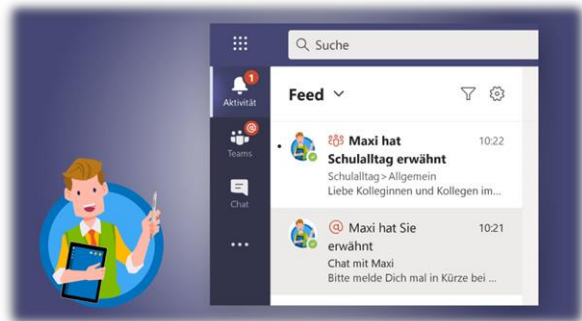 Suche
1
Aktivität
Feed
Maxi hat 10:22
Schulalltag erwähnt
Schulalltag > Allgemein
Liebe Kolleginnen und Kollegen im...
@
Teams
Chat
@ Maxi hat Sie 10:21
erwähnt
Chat mit Maxi
Bitte melde Dich mal in Kürze bei ...